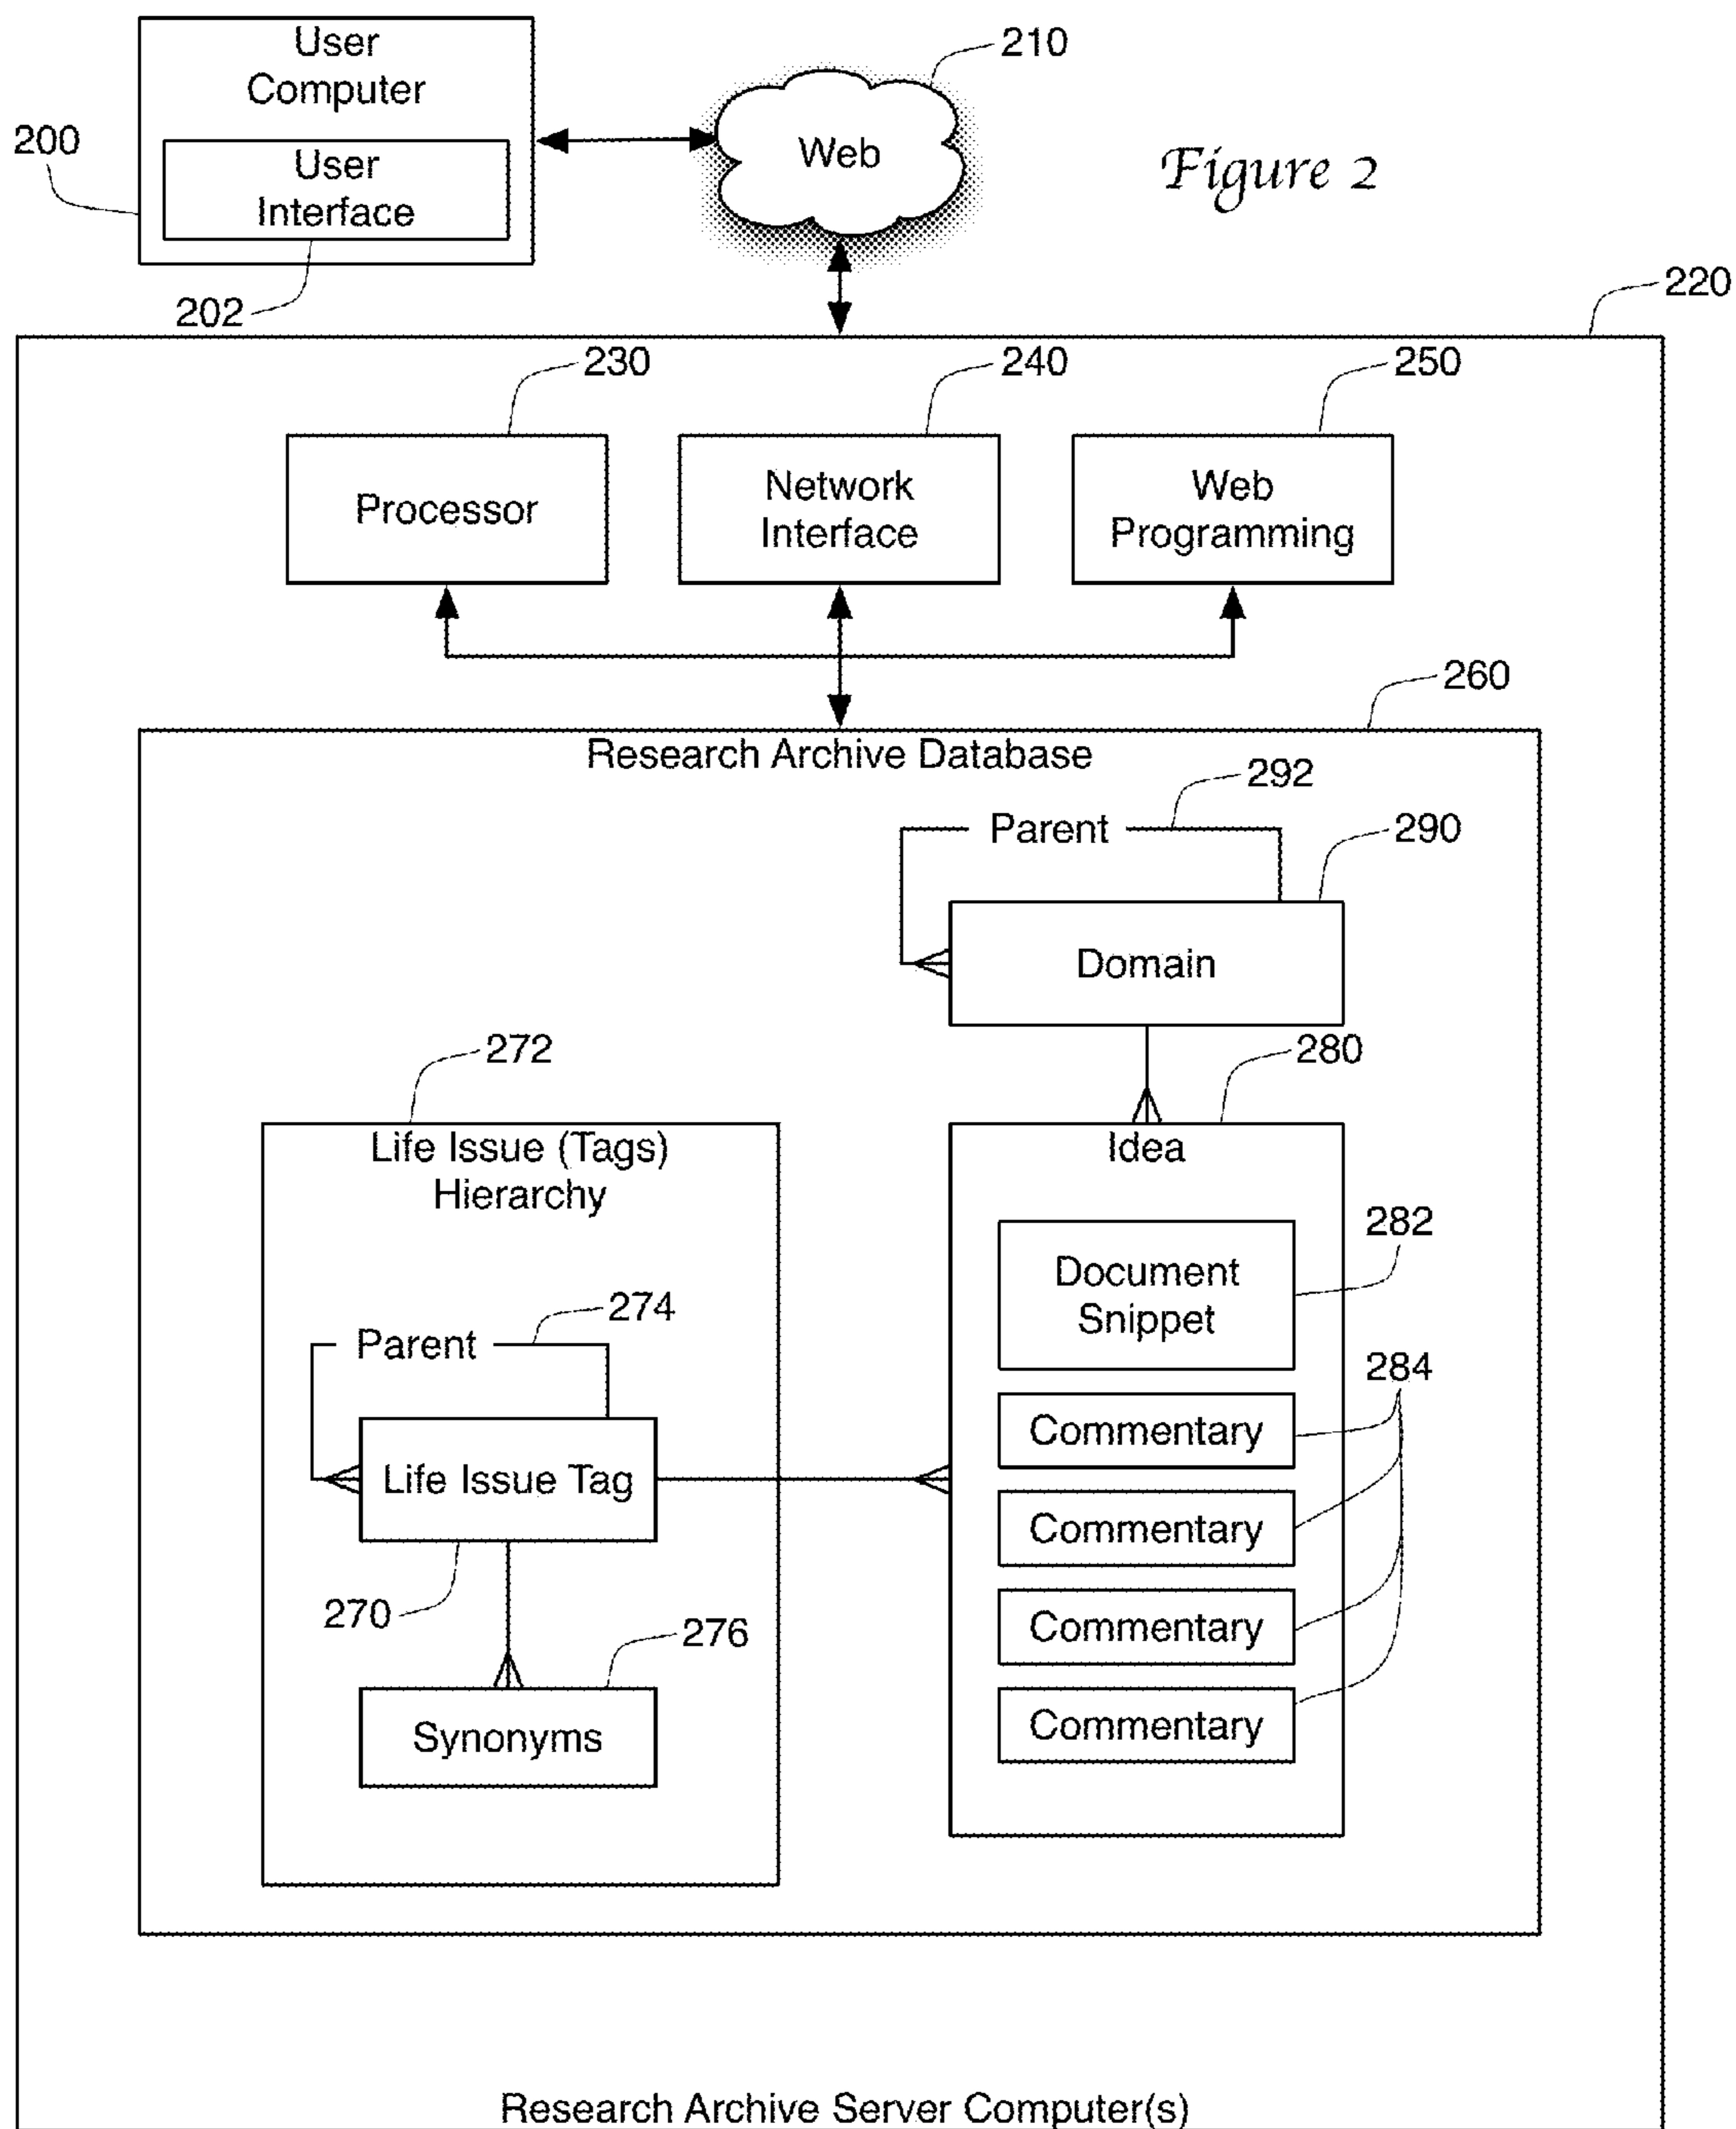 User
Computer
210
200
User
Interface
Web
Figure 2
202
220
230
240
250
Processor
Network
Interface
Web
Programming
260
Research Archive Database
292
Parent
290
Domain
272
280
Life Issue (Tags)
Hierarchy
Idea
282
Document
Snippet
274
Parent
284
Commentary
Life Issue Tag
Commentary
270
Commentary
276
Synonyms
Commentary
Research Archive Server Computer(s)